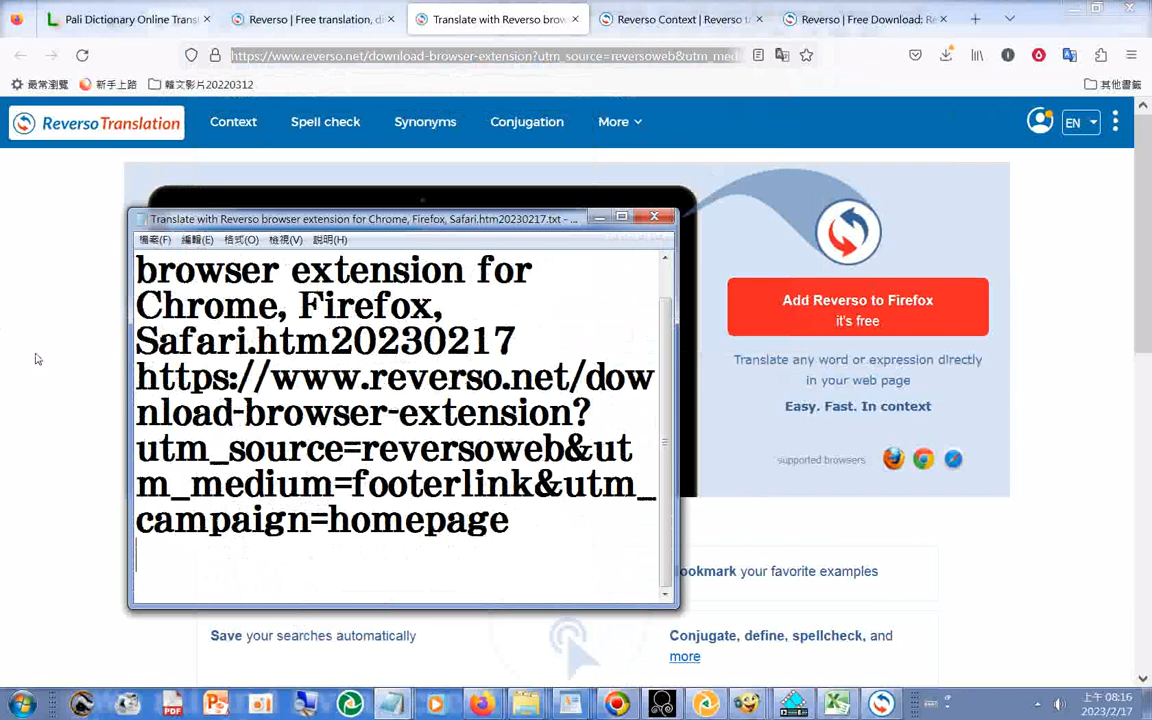 Pali Dictionary Online Trans
Reverso | Free translation, di
Translate with Reverso brow
Reverso Context | Reverso t
Reverso | Free Download: Re
https://www.reverso.net/download-browser-extension?utm_source=reversoweb&utm_med
最常瀏覽
新手上路
韓文影片20220312
其他書籤
ReversoTranslation
Context
Spell check
Synonyms
Conjugation
More
EN
Translate with Reverso browser extension for Chrome, Firefox, Safari.htm20230217.txt - ...
檔案(F) 編輯(E) 格式(O) 檢視(V) 說明(H)
browser extension for
Chrome, Firefox,
Safari.htm20230217
https://www.reverso.net/dow
nload-browser-extension?
utm_source=reversoweb&ut
m_medium=footerlink&utm_
campaign=homepage
Add Reverso to Firefox
it's free
Translate any word or expression directly
in your web page
Easy. Fast. In context
supported browsers
ookmark your favorite examples
Save your searches automatically
Conjugate, define, spellcheck, and
more
上午 08:16
2023/2/17